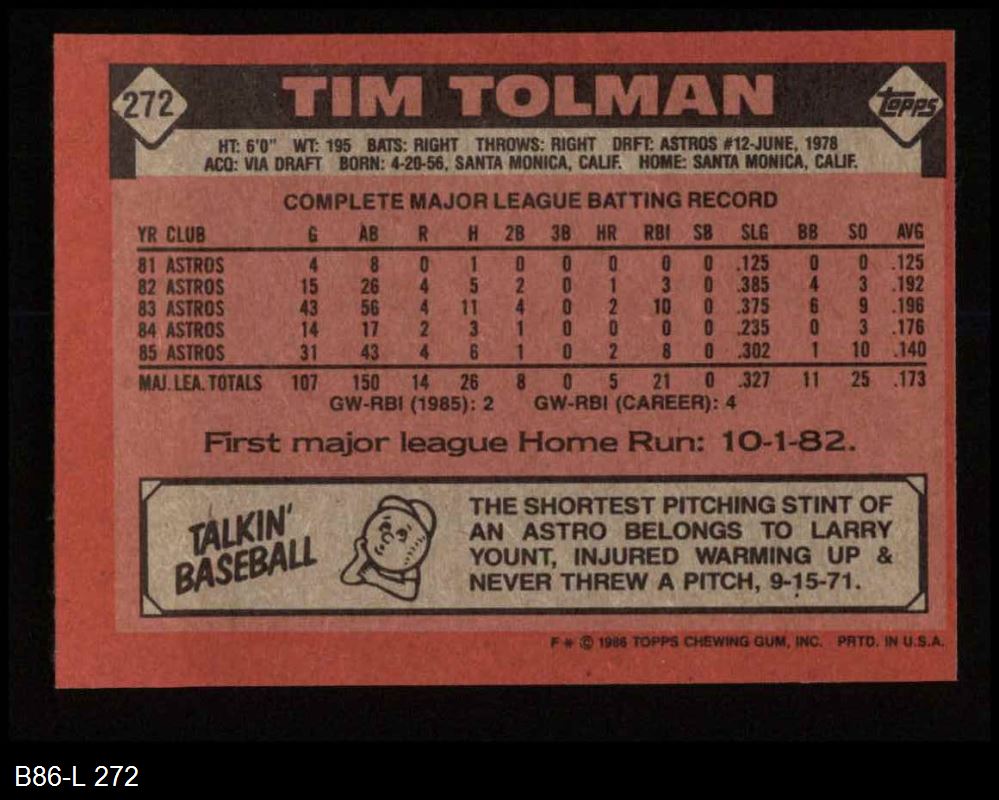 272 TIM TOLMAN Topps
HT: 6'0" WT: 195 BATS: RIGHT THROWS: RIGHT DRFT: ASTROS #12-JUNE, 1978
ACQ: VIA DRAFT BORN: 4-20-56, SANTA MONICA, CALIF. HOME: SANTA MONICA, CALIF.
COMPLETE MAJOR LEAGUE BATTING RECORD
YR CLUB G AB R H 2B 3B HR RBI SB SLG BB SO AVG
81 ASTROS 4 8 0 1 0 0 0 0 0 .125 0 0 .125
82 ASTROS 15 26 4 5 2 0 1 3 0 .385 4 3 .192
83 ASTROS 43 56 4 11 4 0 2 10 0 .375 6 9 .196
84 ASTROS 14 17 2 3 1 0 0 0 0 .235 0 3 .176
85 ASTROS 31 43 4 6 1 0 2 8 0 .302 1 10 .140
MAJ. LEA. TOTALS 107 150 14 26 8 0 5 21 0 .327 11 25 .173
GW-RBI (1985): 2 GW-RBI (CAREER): 4
First major league Home Run: 10-1-82.
TALKIN'
BASEBALL
THE SHORTEST PITCHING STINT OF
AN ASTRO BELONGS TO LARRY
YOUNT, INJURED WARMING UP &
NEVER THREW A PITCH, 9-15-71.
F * © 1986 TOPPS CHEWING GUM, INC. PRTD. IN U.S.A.
B86-L 272